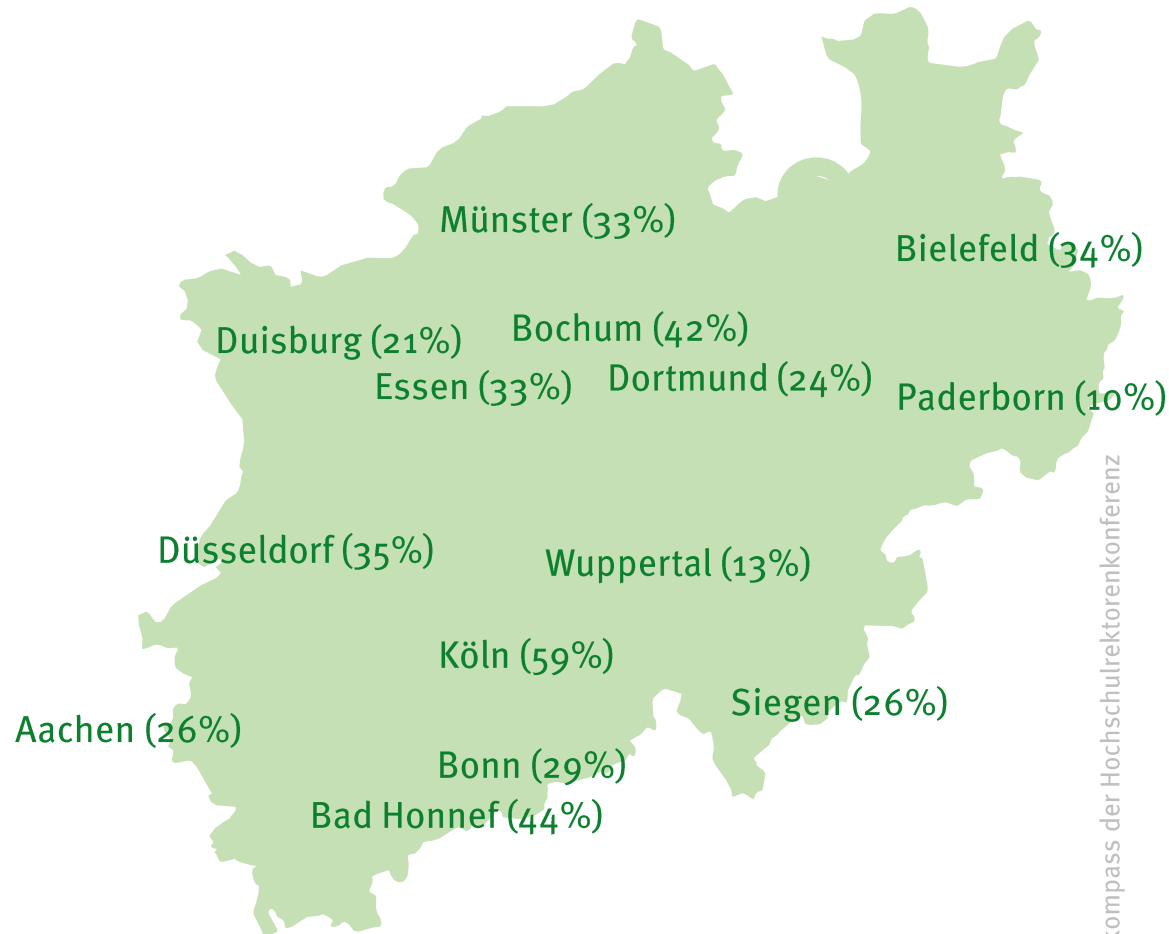 Münster (33%)
Bielefeld (34%)
Duisburg (21%)
Bochum (42%)
Essen (33%)
Dortmund (24%)
Paderborn (10%)
Düsseldorf (35%)
Wuppertal (13%)
Köln (59%)
Siegen (26%)
Aachen (26%)
Bonn (29%)
Bad Honnef (44%)
der Hochschulrektorenkonferenz